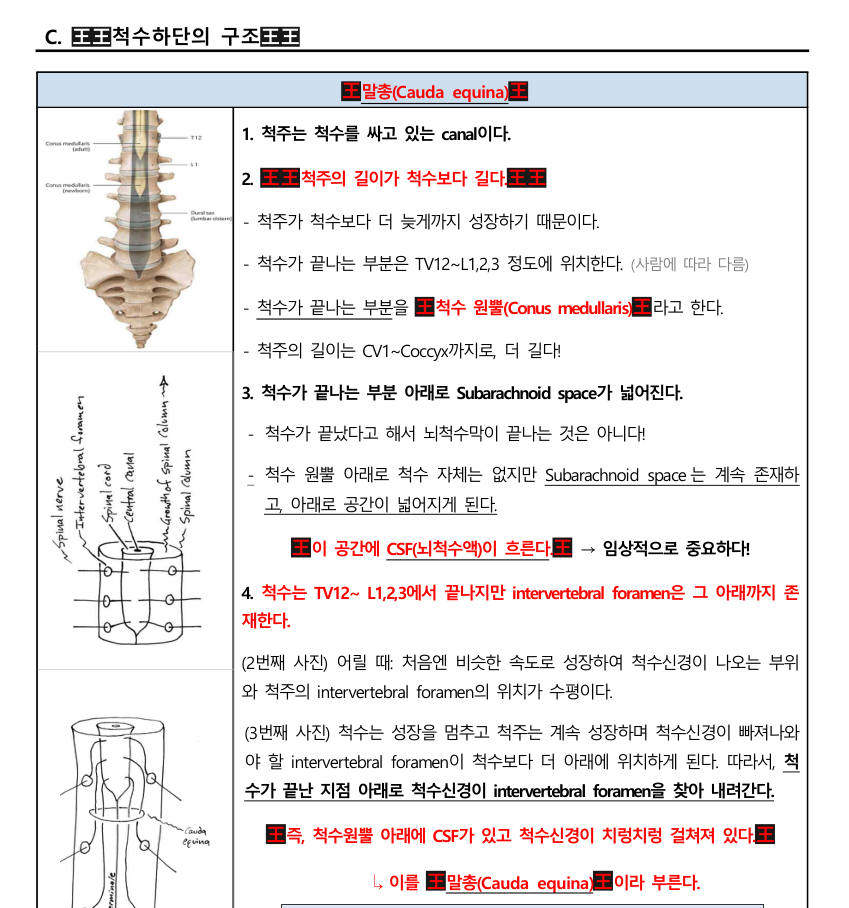 C. 王王척수하단의 구조王王
王말총(Cauda equina)王
Conus medullaris
(adult)
T12
L1
Conus medullaris
(newborn)
Dural sac
(lumbar cistern)
1. 척주는 척수를 싸고 있는 canal이다.
2. 王王척주의 길이가 척수보다 길다.王王
- 척주가 척수보다 더 늦게까지 성장하기 때문이다.
- 척수가 끝나는 부분은 TV12~L1,2,3 정도에 위치한다. (사람에 따라 다름)
- 척수가 끝나는 부분을 王척수 원뿔(Conus medullaris)王라고 한다.
- 척주의 길이는 CV1~Coccyx까지로, 더 길다!
Spinal nerve
Intervertebral foramen
Spinal cord
Central canal
Growth of Spinal Column
Spinal column
3. 척수가 끝나는 부분 아래로 Subarachnoid space가 넓어진다.
- 척수가 끝났다고 해서 뇌척수막이 끝나는 것은 아니다!
- 척수 원뿔 아래로 척수 자체는 없지만 Subarachnoid space는 계속 존재하
고, 아래로 공간이 넓어지게 된다.
王이 공간에 CSF(뇌척수액)이 흐른다.王 → 임상적으로 중요하다!
4. 척수는 TV12~ L1,2,3에서 끝나지만 intervertebral foramen은 그 아래까지 존
재한다.
(2번째 사진) 어릴 때: 처음엔 비슷한 속도로 성장하여 척수신경이 나오는 부위
와 척주의 intervertebral foramen의 위치가 수평이다.
(3번째 사진) 척수는 성장을 멈추고 척주는 계속 성장하며 척수신경이 빠져나와
야 할 intervertebral foramen이 척수보다 더 아래에 위치하게 된다. 따라서, 척
수가 끝난 지점 아래로 척수신경이 intervertebral foramen을 찾아 내려간다.
Cauda
equina
王즉, 척수원뿔 아래에 CSF가 있고 척수신경이 치렁치렁 걸쳐져 있다.王
↳ 이를 王말총(Cauda equina)王이라 부른다.